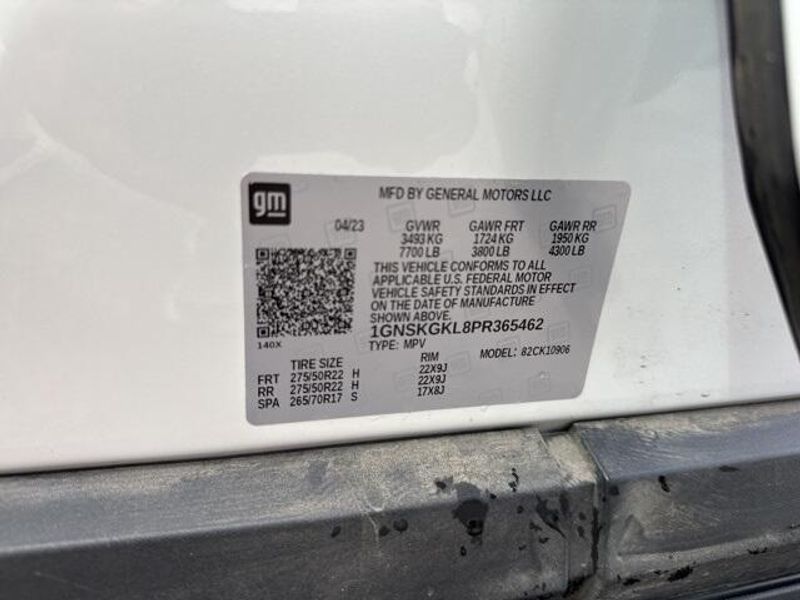 gm
MFD BY GENERAL MOTORS LLC
04/23 GVWR GAWR FRT GAWR RR
3493 KG 1724 KG 1950 KG
7700 LB 3800 LB 4300 LB
THIS VEHICLE CONFORMS TO ALL
APPLICABLE U.S. FEDERAL MOTOR
VEHICLE SAFETY STANDARDS IN EFFECT
ON THE DATE OF MANUFACTURE
SHOWN ABOVE.
1GNSKGKL8PR365462
140X
TYPE: MPV MODEL: 82CK10906
TIRE SIZE RIM
FRT 275/50R22 H 22X9J
RR 275/50R22 H 22X9J
SPA 265/70R17 S 17X8J